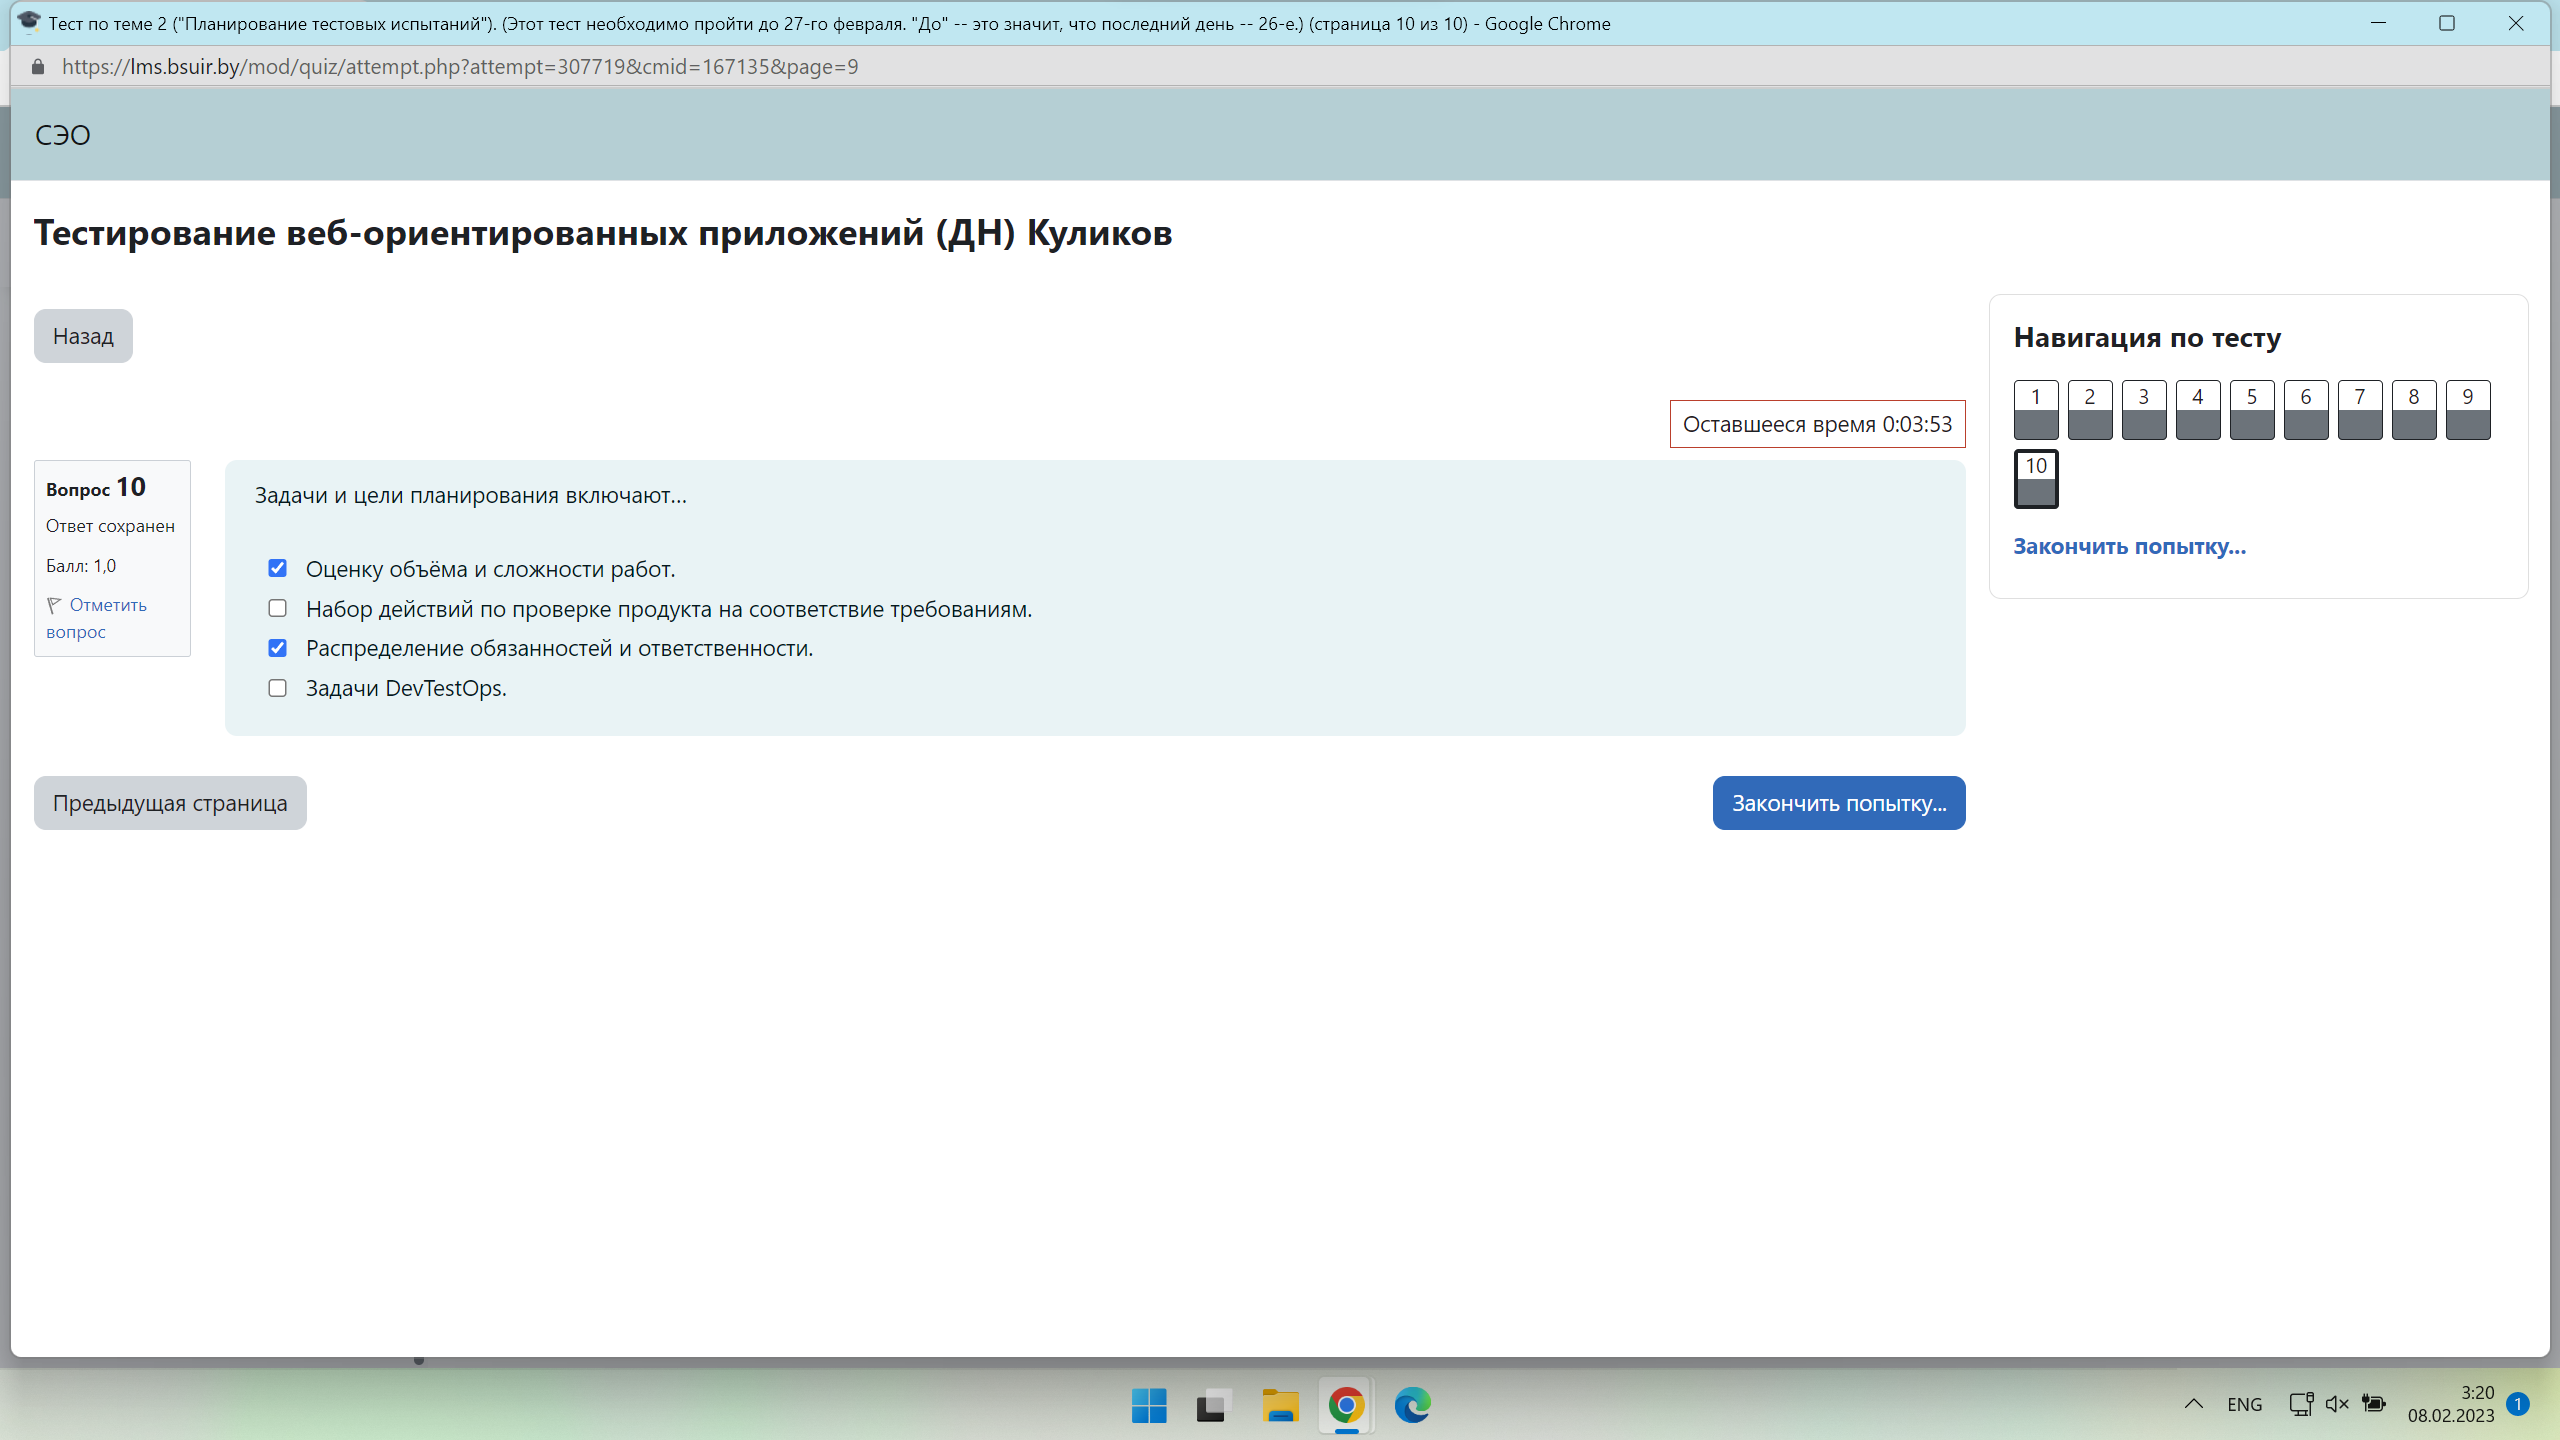 Тест по теме 2 ("Планирование тестовых испытаний"). (Этот тест необходимо пройти до 27-го февраля. "До" -- это значит, что последний день -- 26-е.) (страница 10 из 10) - Google Chrome
https://lms.bsuir.by/mod/quiz/attempt.php?attempt=307719&cmid=167135&page=9
СЭО
Тестирование веб-ориентированных приложений (ДН) Куликов
Назад
Навигация по тесту
1 2 3 4 5 6 7 8 9
10
Закончить попытку...
Оставшееся время 0:03:53
Вопрос 10
Ответ сохранен
Балл: 1,0
Отметить
вопрос
Задачи и цели планирования включают...
Оценку объёма и сложности работ.
Набор действий по проверке продукта на соответствие требованиям.
Распределение обязанностей и ответственности.
Задачи DevTestOps.
Предыдущая страница
Закончить попытку...
ENG
3:20
08.02.2023
1